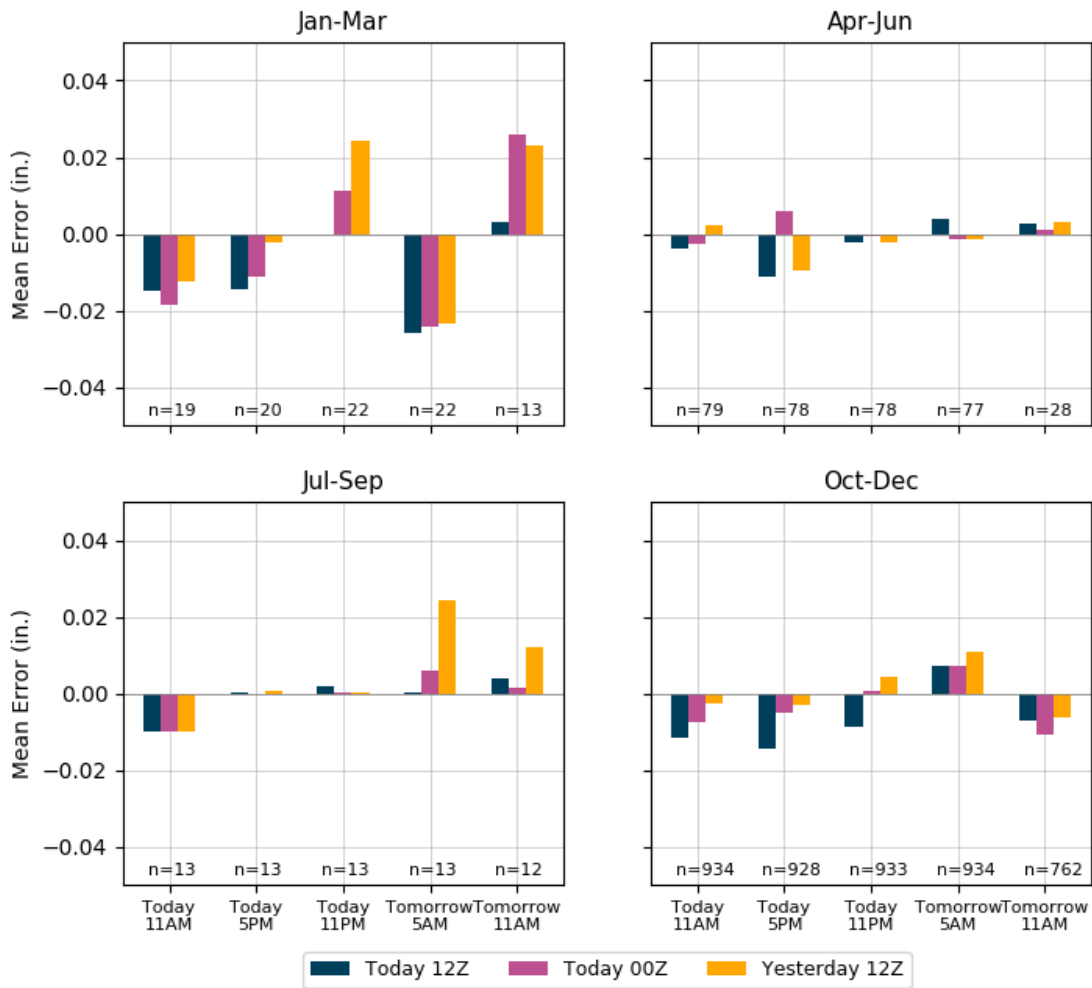 Jan-Mar
Apr-Jun
Mean Error (in.)
0.04
0.02
0.00
−0.02
−0.04
n=19 n=20 n=22 n=22 n=13
n=79 n=78 n=78 n=77 n=28
Jul-Sep
Oct-Dec
Mean Error (in.)
0.04
0.02
0.00
−0.02
−0.04
n=13 n=13 n=13 n=13 n=12
n=934 n=928 n=933 n=934 n=762
Today Today Today Tomorrow Tomorrow
11AM 5PM 11PM 5AM 11AM
Today Today Today Tomorrow Tomorrow
11AM 5PM 11PM 5AM 11AM
Today 12Z Today 00Z Yesterday 12Z